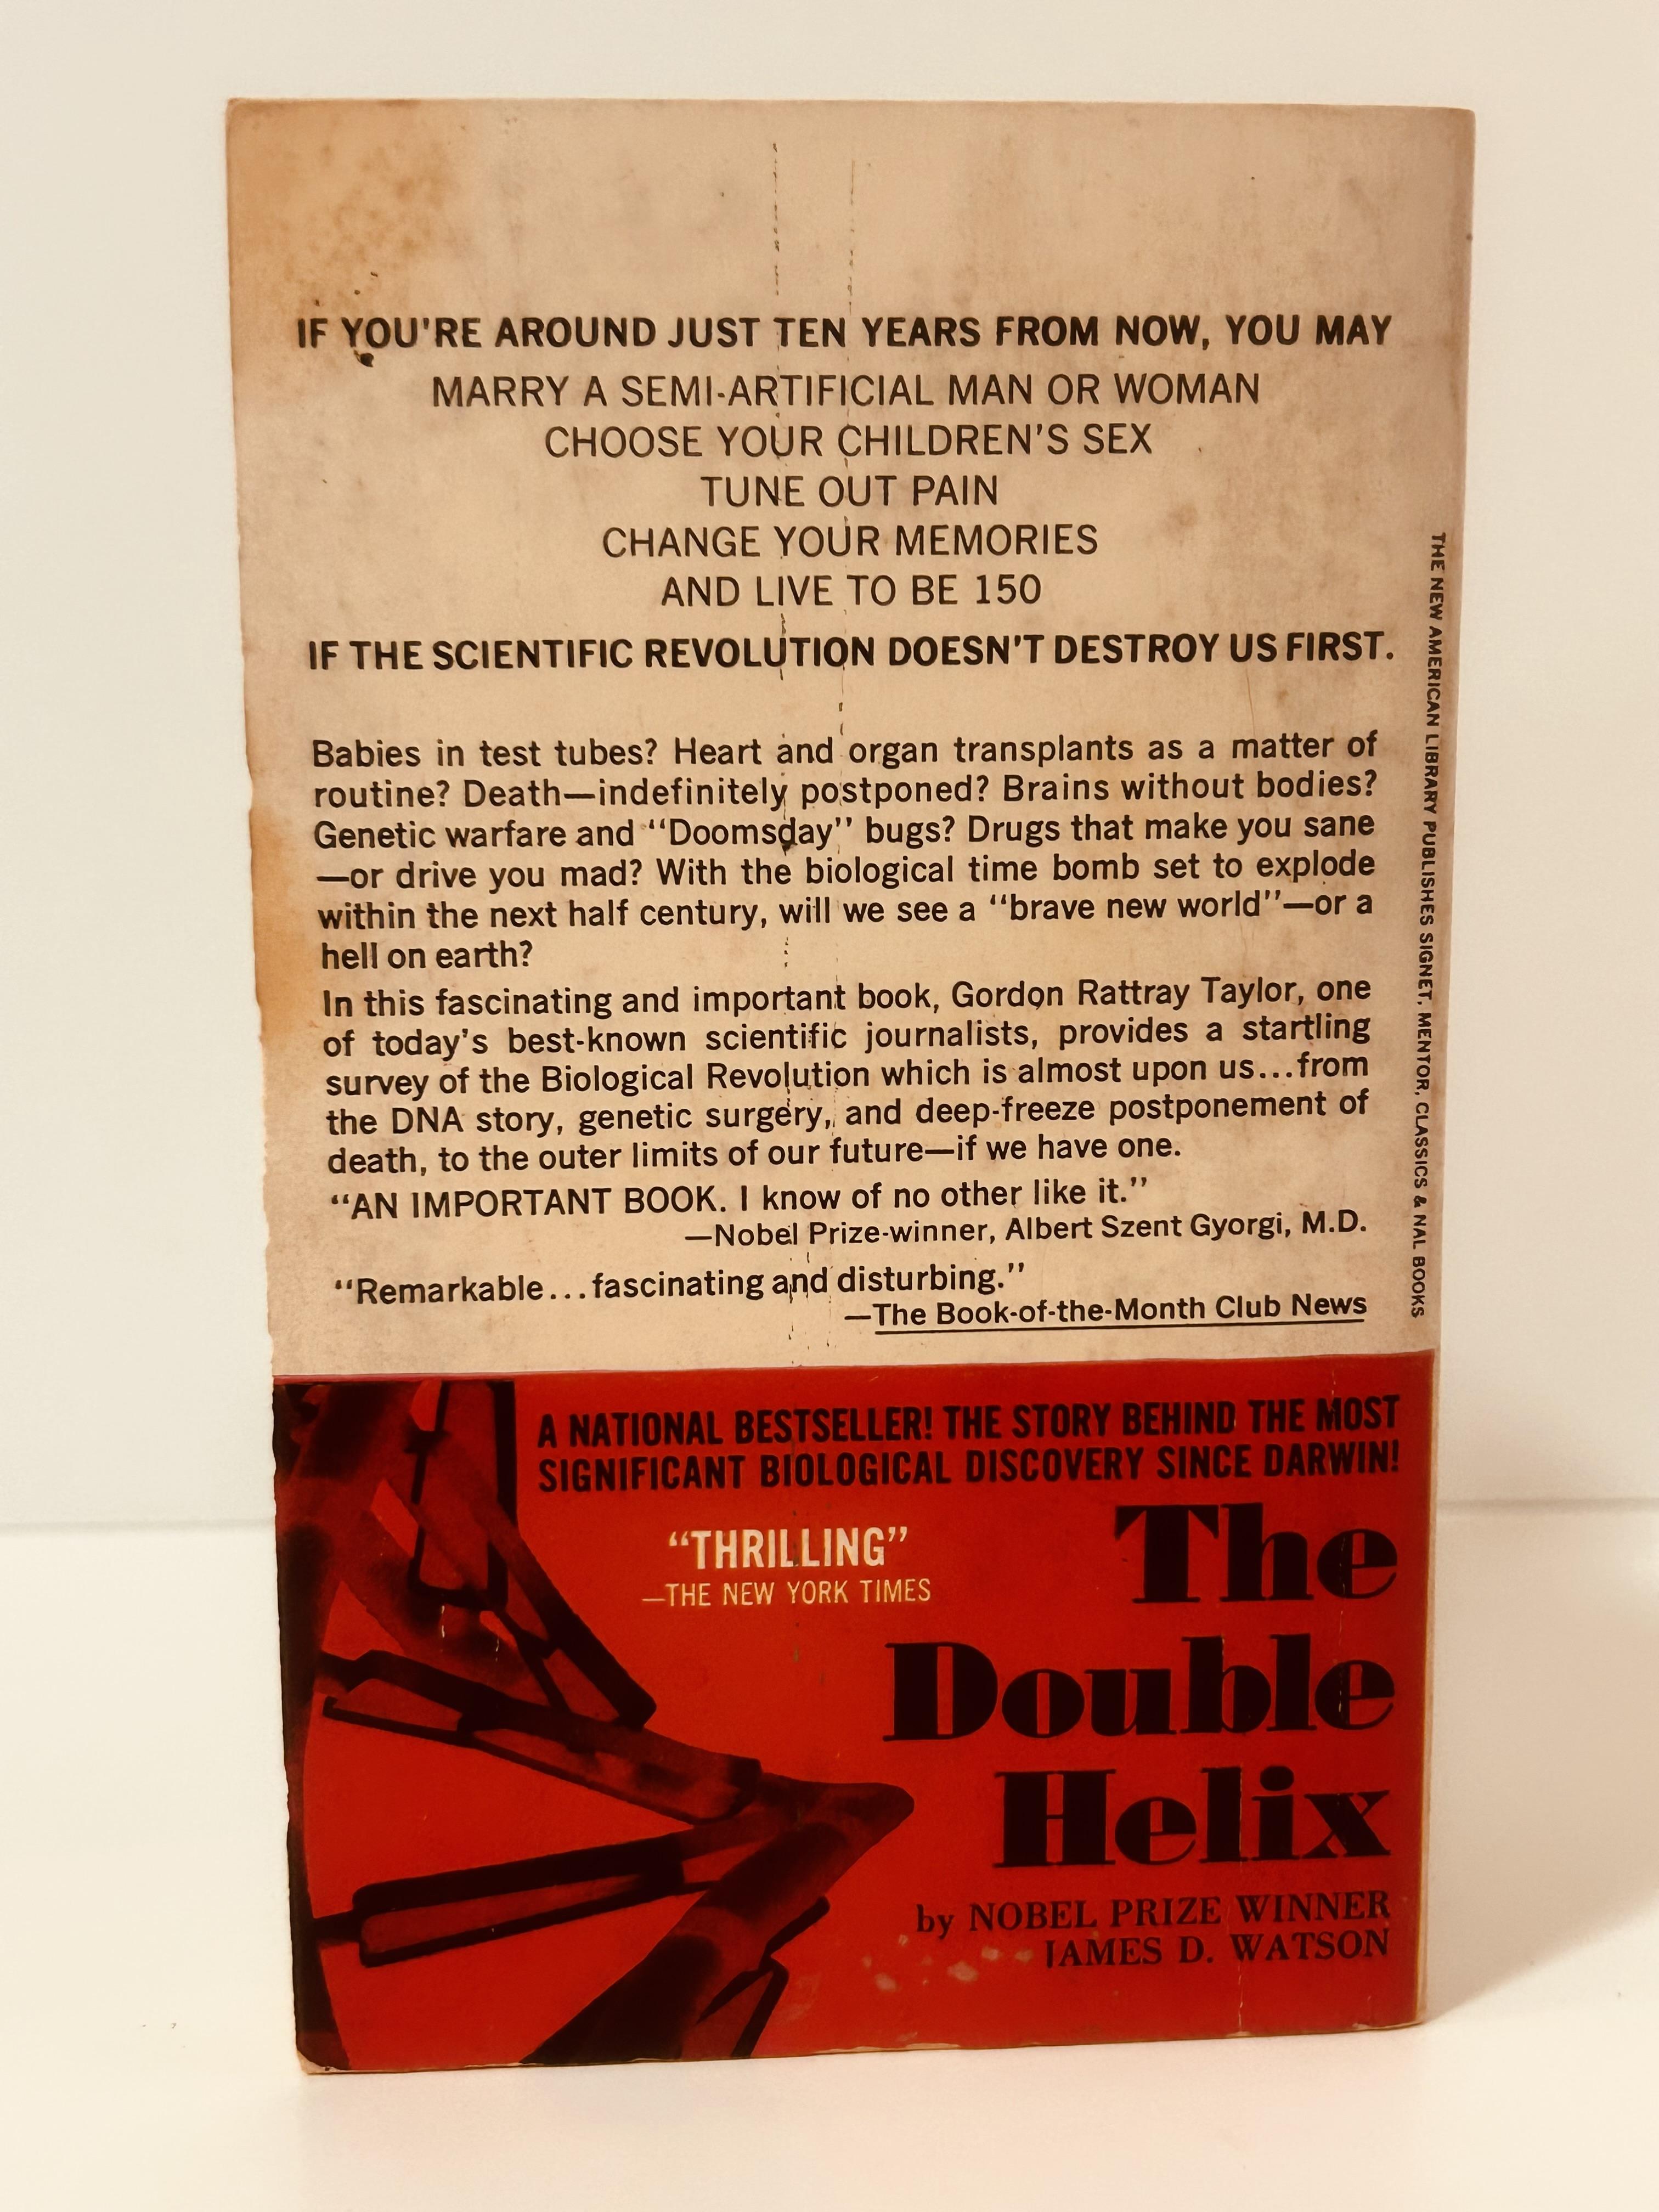 IF YOU'RE AROUND JUST TEN YEARS FROM NOW, YOU MAY
MARRY A SEMI-ARTIFICIAL MAN OR WOMAN
CHOOSE YOUR CHILDREN'S SEX
TUNE OUT PAIN
CHANGE YOUR MEMORIES
AND LIVE TO BE 150
IF THE SCIENTIFIC REVOLUTION DOESN'T DESTROY US FIRST.
Babies in test tubes? Heart and organ transplants as a matter of
routine? Death—indefinitely postponed? Brains without bodies?
Genetic warfare and “Doomsday” bugs? Drugs that make you sane
—or drive you mad? With the biological time bomb set to explode
within the next half century, will we see a “brave new world”—or a
hell on earth?
In this fascinating and important book, Gordon Rattray Taylor, one
of today's best-known scientific journalists, provides a startling
survey of the Biological Revolution which is almost upon us...from
the DNA story, genetic surgery, and deep-freeze postponement of
death, to the outer limits of our future—if we have one.
“AN IMPORTANT BOOK. I know of no other like it.”
—Nobel Prize-winner, Albert Szent Gyorgi, M.D.
“Remarkable...fascinating and disturbing.”
—The Book-of-the-Month Club News
THE NEW AMERICAN LIBRARY PUBLISHES SIGNET, MENTOR, CLASSICS & NAL BOOKS
A NATIONAL BESTSELLER! THE STORY BEHIND THE MOST
SIGNIFICANT BIOLOGICAL DISCOVERY SINCE DARWIN!
“THRILLING”
—THE NEW YORK TIMES
The
Double
Helix
by NOBEL PRIZE WINNER
JAMES D. WATSON